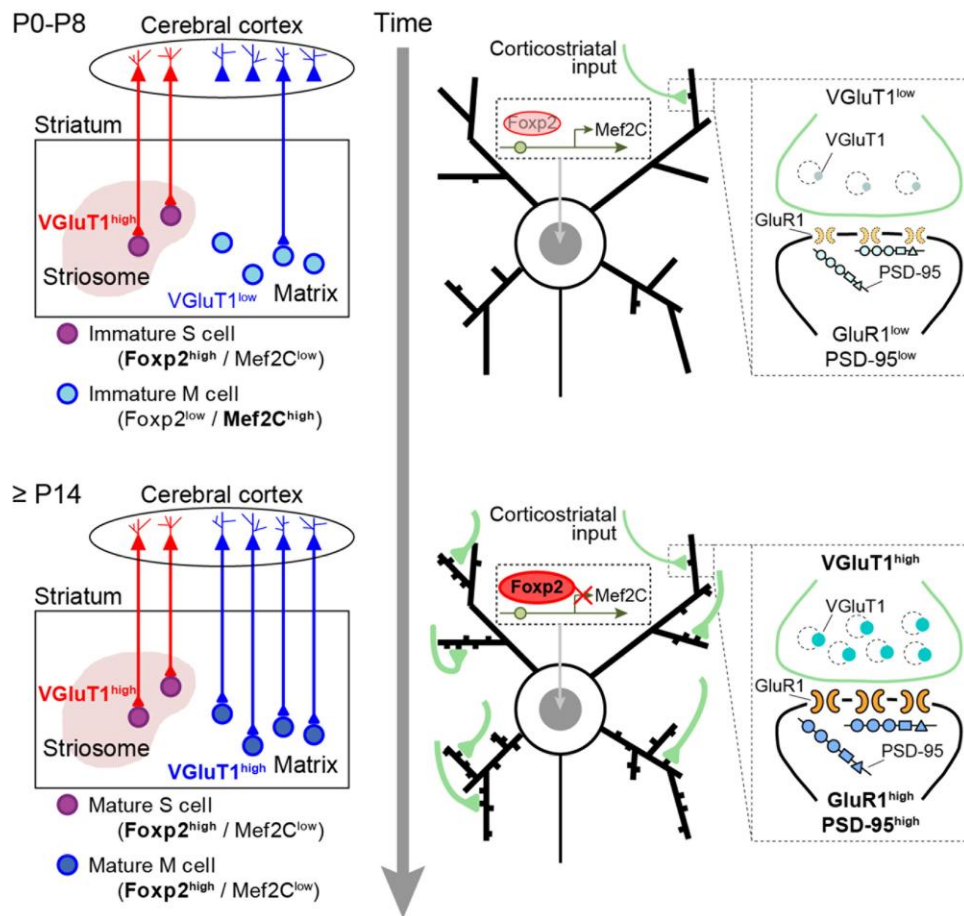 P0-P8
Cerebral cortex
Striatum
VGluT1high
Striosome
VGluT1low
Matrix
Immature S cell
(Foxp2high / Mef2Clow)
Immature M cell
(Foxp2low / Mef2Chigh)
Time
Corticostriatal
input
Foxp2
Mef2C
VGluT1low
VGluT1
GluR1
PSD-95
GluR1low
PSD-95low
≥ P14
Cerebral cortex
Striatum
VGluT1high
Striosome
VGluT1high
Matrix
Mature S cell
(Foxp2high / Mef2Clow)
Mature M cell
(Foxp2high / Mef2Clow)
Corticostriatal
input
Foxp2
Mef2C
VGluT1high
VGluT1
GluR1
PSD-95
GluR1high
PSD-95high